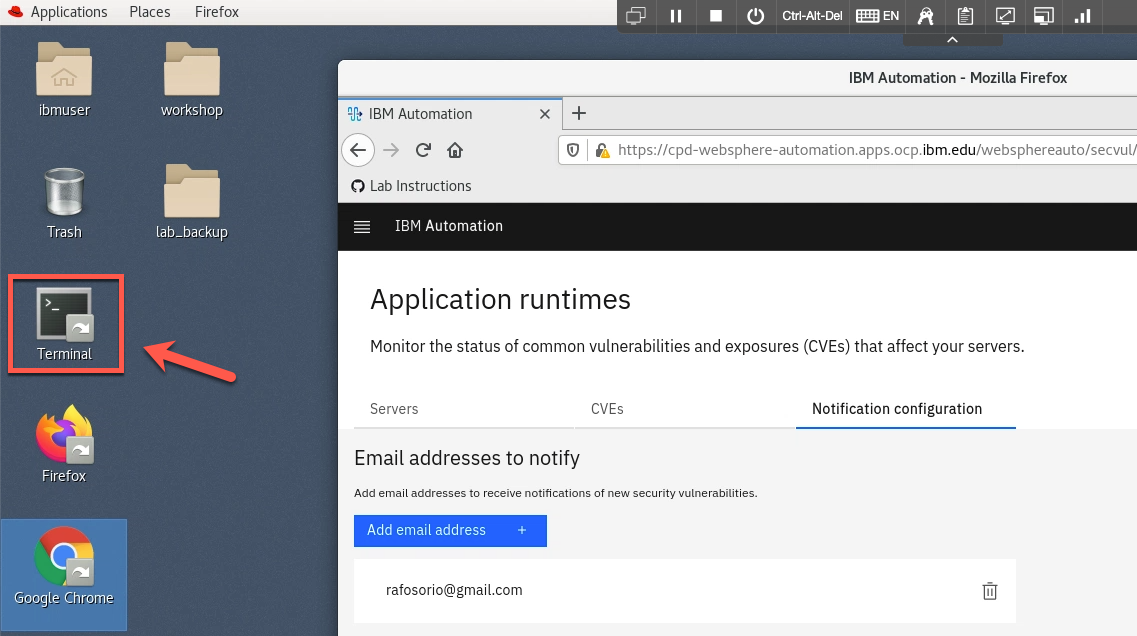 Applications Places Firefox
Ctrl-Alt-Del EN
ibmuser
workshop
Trash
lab_backup
>_
Terminal
Firefox
Google Chrome
IBM Automation - Mozilla Firefox
IBM Automation
https://cpd-websphere-automation.apps.ocp.ibm.edu/websphereauto/secvul/
Lab Instructions
IBM Automation
Application runtimes
Monitor the status of common vulnerabilities and exposures (CVEs) that affect your servers.
Servers CVEs Notification configuration
Email addresses to notify
Add email addresses to receive notifications of new security vulnerabilities.
Add email address +
rafosorio@gmail.com